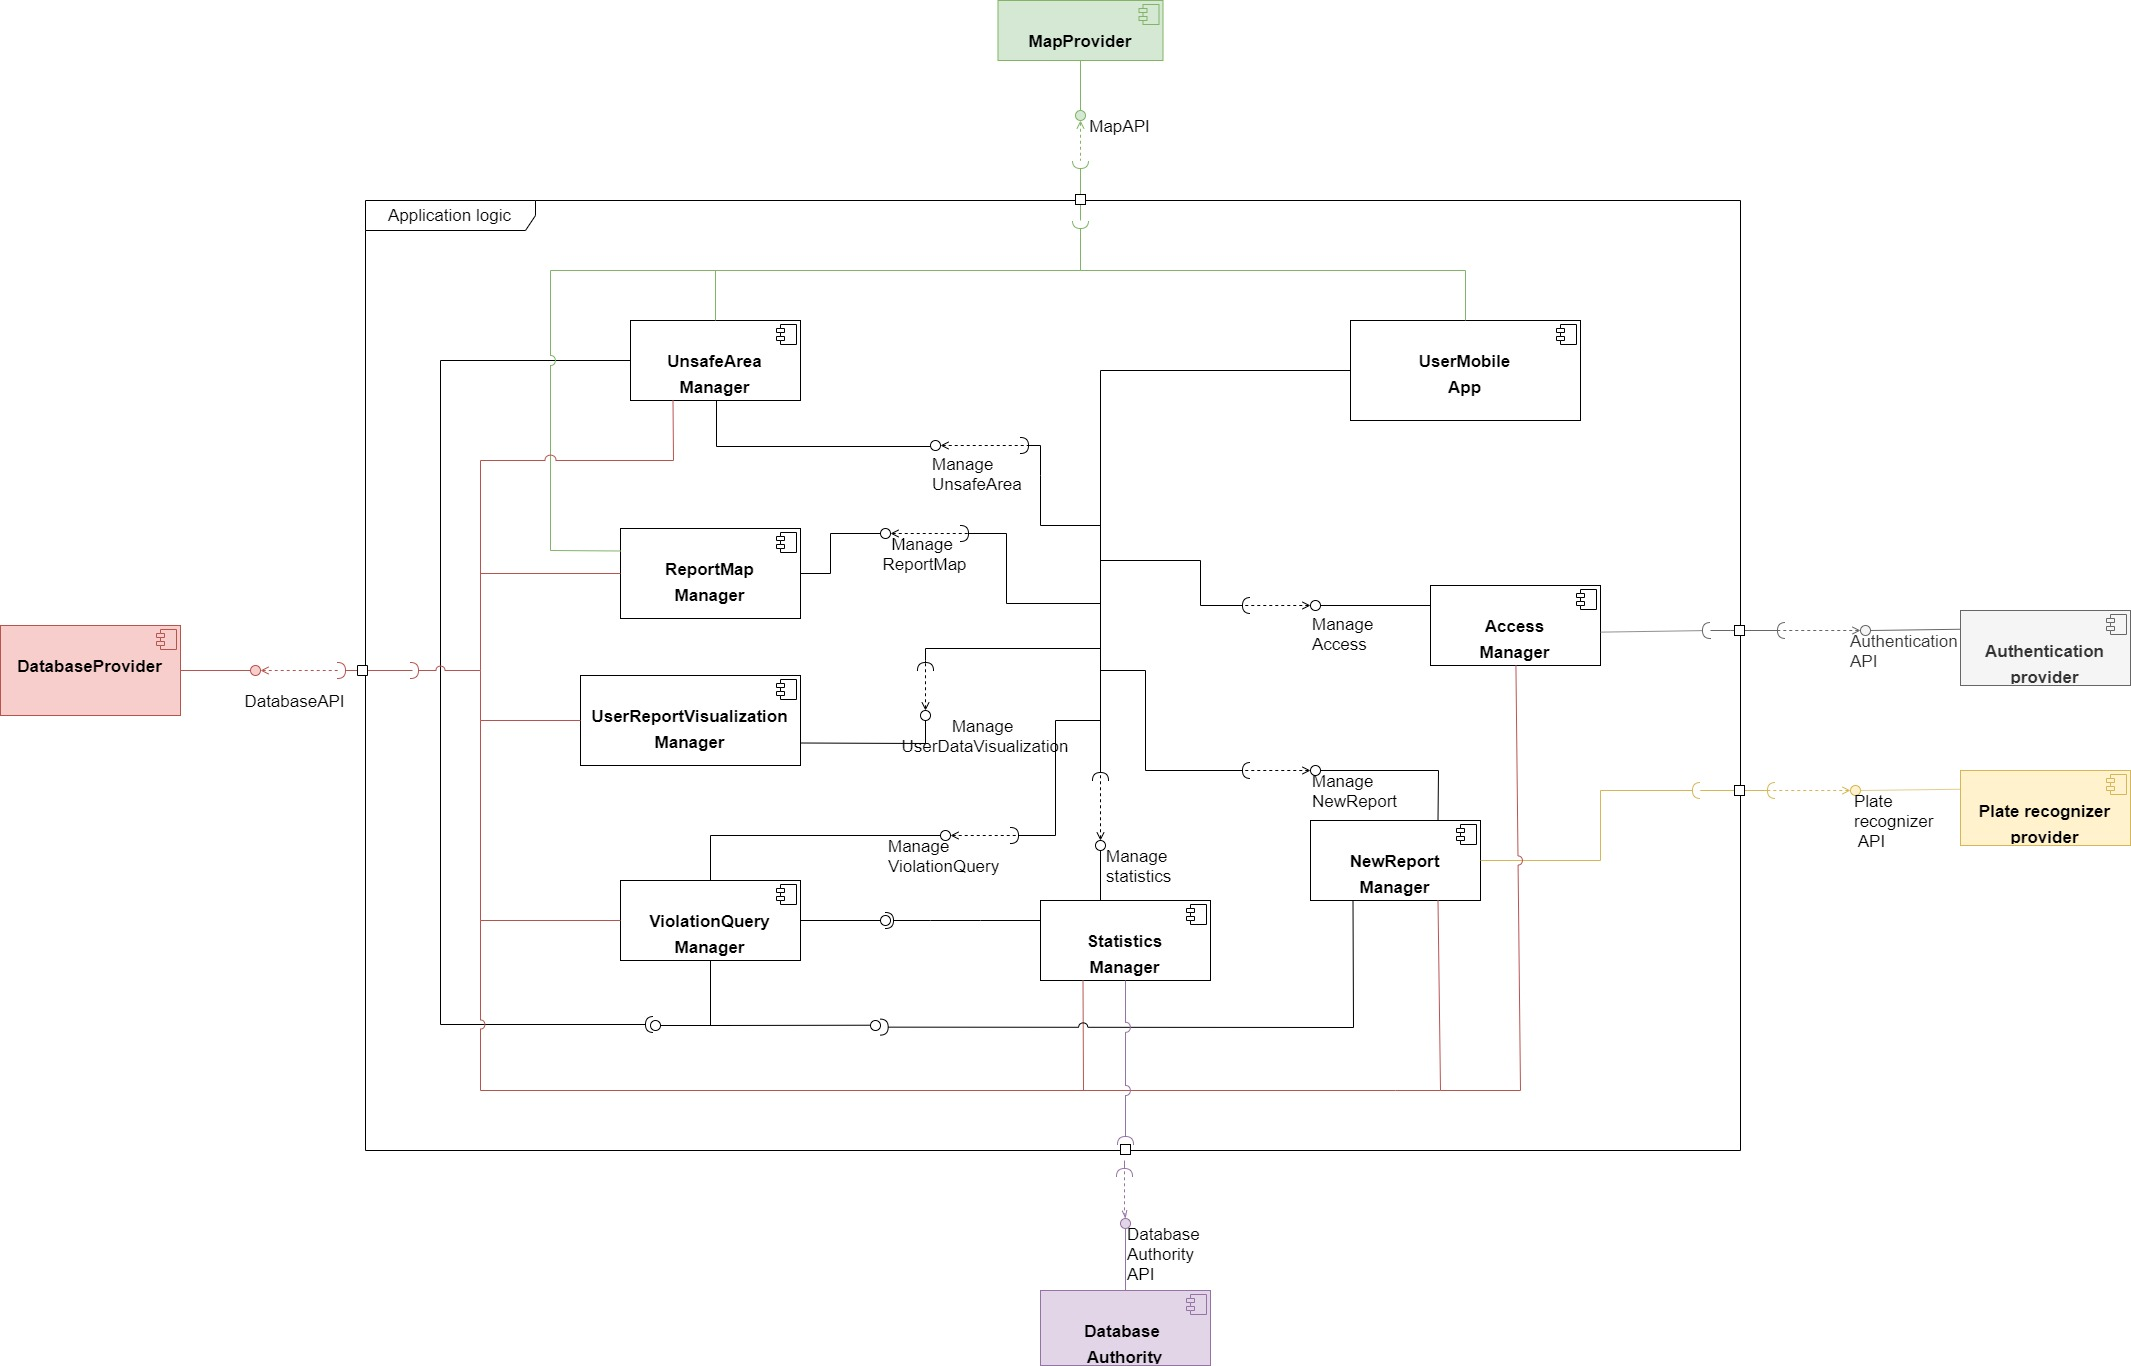 MapProvider
MapAPI
Application logic
UnsafeArea
Manager
UserMobile
App
Manage
UnsafeArea
ReportMap
Manager
Manage
ReportMap
Access
Manager
Manage
Access
Authentication
API
Authentication
provider
DatabaseProvider
DatabaseAPI
UserReportVisualization
Manager
Manage
UserDataVisualization
Manage
NewReport
Plate
recognizer
API
Plate recognizer
provider
Manage
ViolationQuery
Manage
statistics
NewReport
Manager
ViolationQuery
Manager
Statistics
Manager
Database
Authority
API
Database
Authority